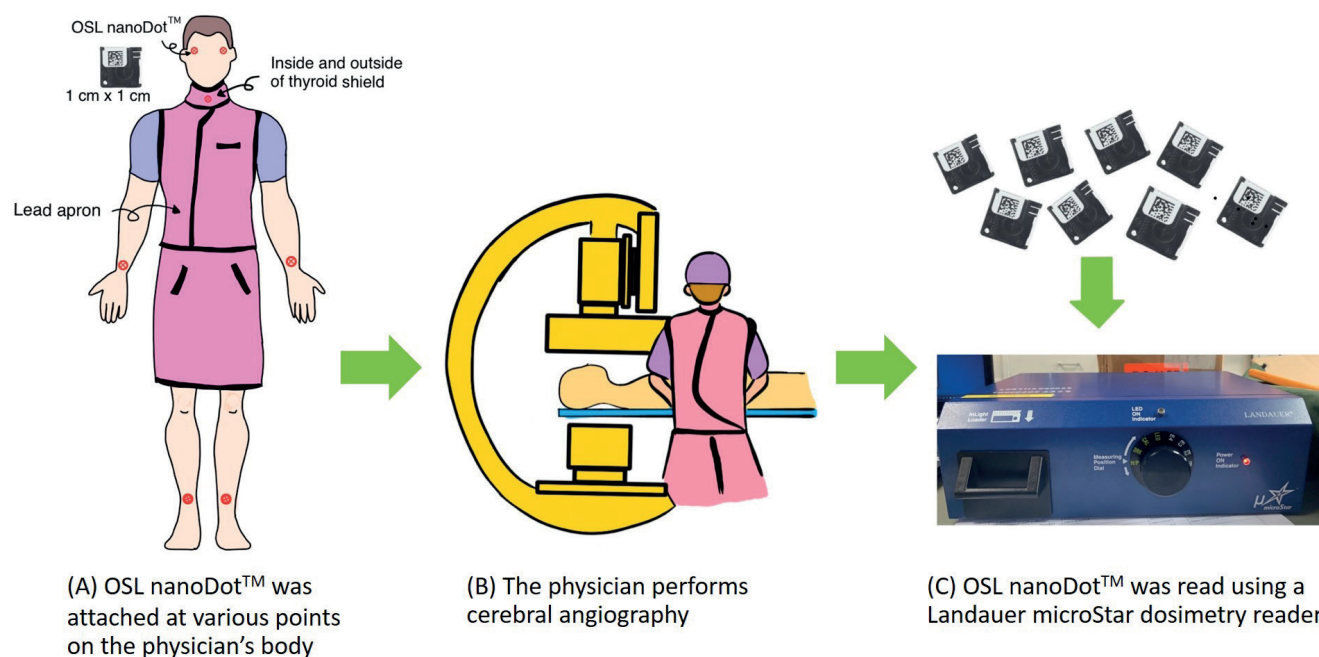 OSL nanoDot™
1 cm x 1 cm
Inside and outside
of thyroid shield
Lead apron
(A) OSL nanoDot™ was
attached at various points
on the physician's body
(B) The physician performs
cerebral angiography
InLight
Loader
LED
ON
Indicator
LANDAUER®
Measuring
Position
Dial
Power
ON
Indicator
µ
microStar
(C) OSL nanoDot™ was read using a
Landauer microStar dosimetry reader